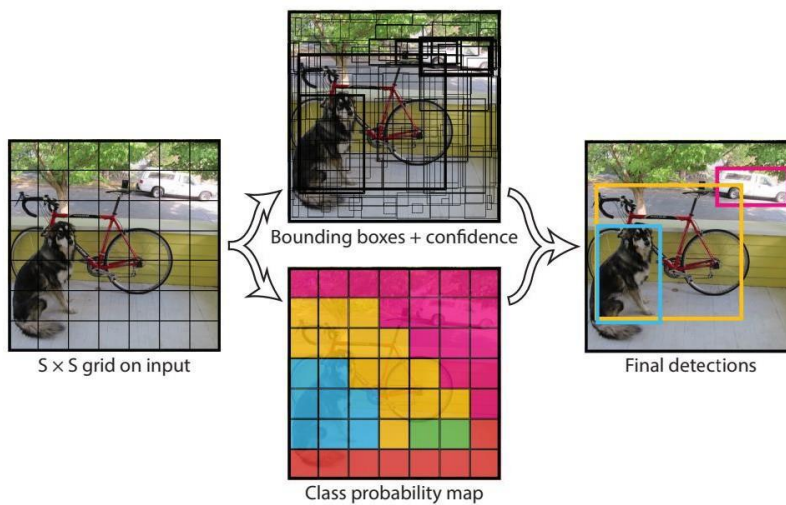 S × S grid on input
Bounding boxes + confidence
Class probability map
Final detections